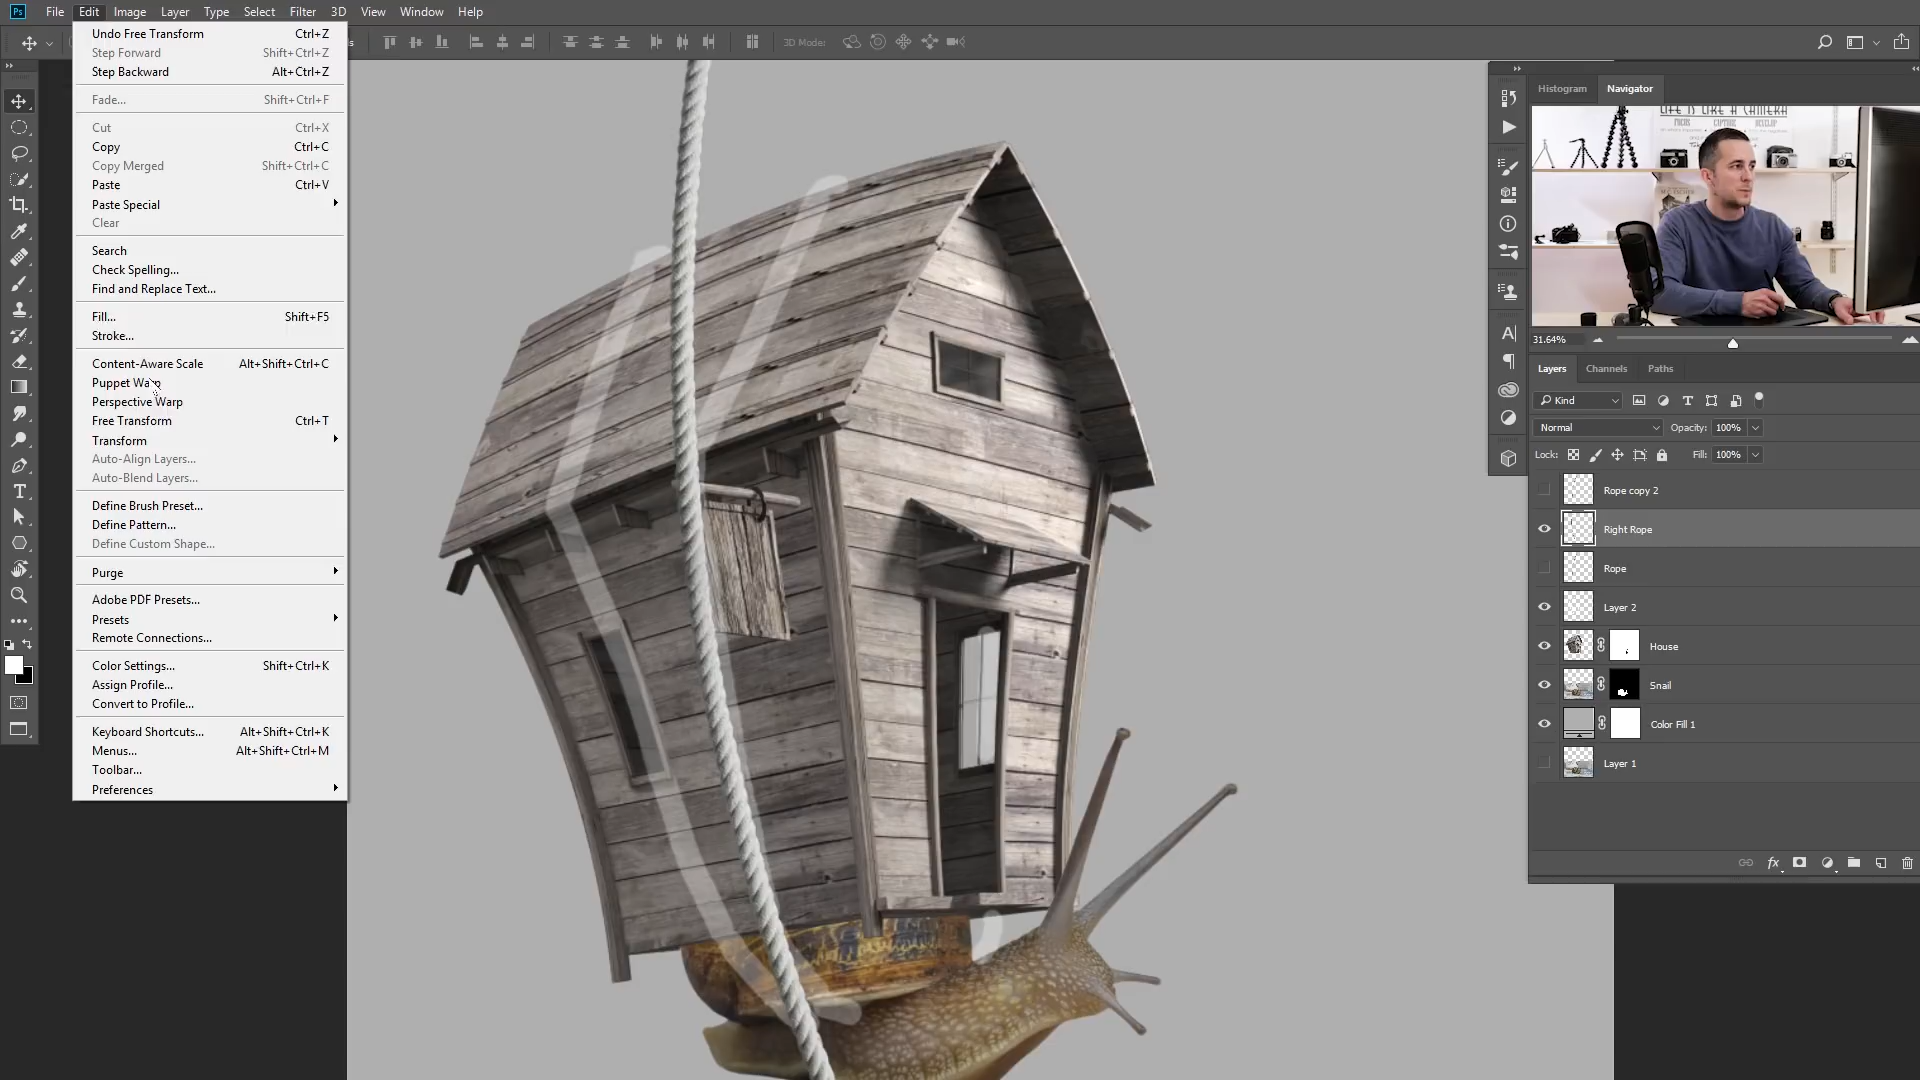 Ps File Edit Image Layer Type Select Filter 3D View Window Help
3D Mode:
Undo Free Transform Ctrl+Z
Step Forward Shift+Ctrl+Z
Step Backward Alt+Ctrl+Z
Fade... Shift+Ctrl+F
Cut Ctrl+X
Copy Ctrl+C
Copy Merged Shift+Ctrl+C
Paste Ctrl+V
Paste Special
Clear
Search
Check Spelling...
Find and Replace Text...
Fill... Shift+F5
Stroke...
Content-Aware Scale Alt+Shift+Ctrl+C
Puppet Warp
Perspective Warp
Free Transform Ctrl+T
Transform
Auto-Align Layers...
Auto-Blend Layers...
Define Brush Preset...
Define Pattern...
Define Custom Shape...
Purge
Adobe PDF Presets...
Presets
Remote Connections...
Color Settings... Shift+Ctrl+K
Assign Profile...
Convert to Profile...
Keyboard Shortcuts... Alt+Shift+Ctrl+K
Menus... Alt+Shift+Ctrl+M
Toolbar...
Preferences
Histogram Navigator
LIFE IS LIKE A CAMERA
FOCUS CAPTURE DEVELOP
31.64%
Layers Channels Paths
Kind
Normal Opacity: 100%
Lock: Fill: 100%
Rope copy 2
Right Rope
Rope
Layer 2
House
Snail
Color Fill 1
Layer 1